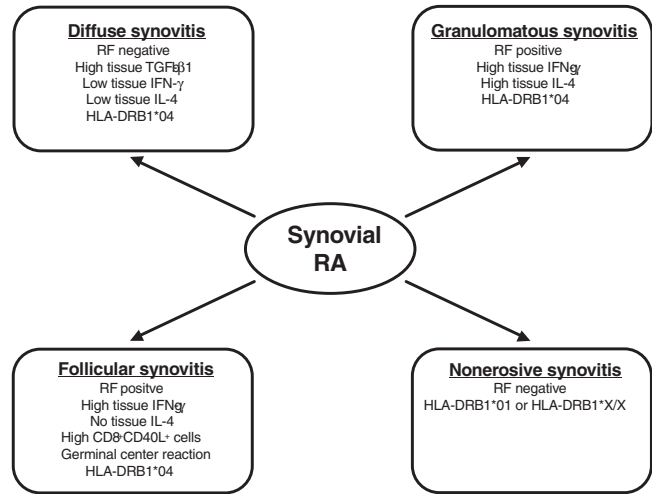 Diffuse synovitis
RF negative
High tissue TGFβ1
Low tissue IFN-γ
Low tissue IL-4
HLA-DRB1*04
Granulomatous synovitis
RF positive
High tissue IFNγ
High tissue IL-4
HLA-DRB1*04
Synovial
RA
Follicular synovitis
RF positve
High tissue IFNγ
No tissue IL-4
High CD8+CD40L+ cells
Germinal center reaction
HLA-DRB1*04
Nonerosive synovitis
RF negative
HLA-DRB1*01 or HLA-DRB1*X/X